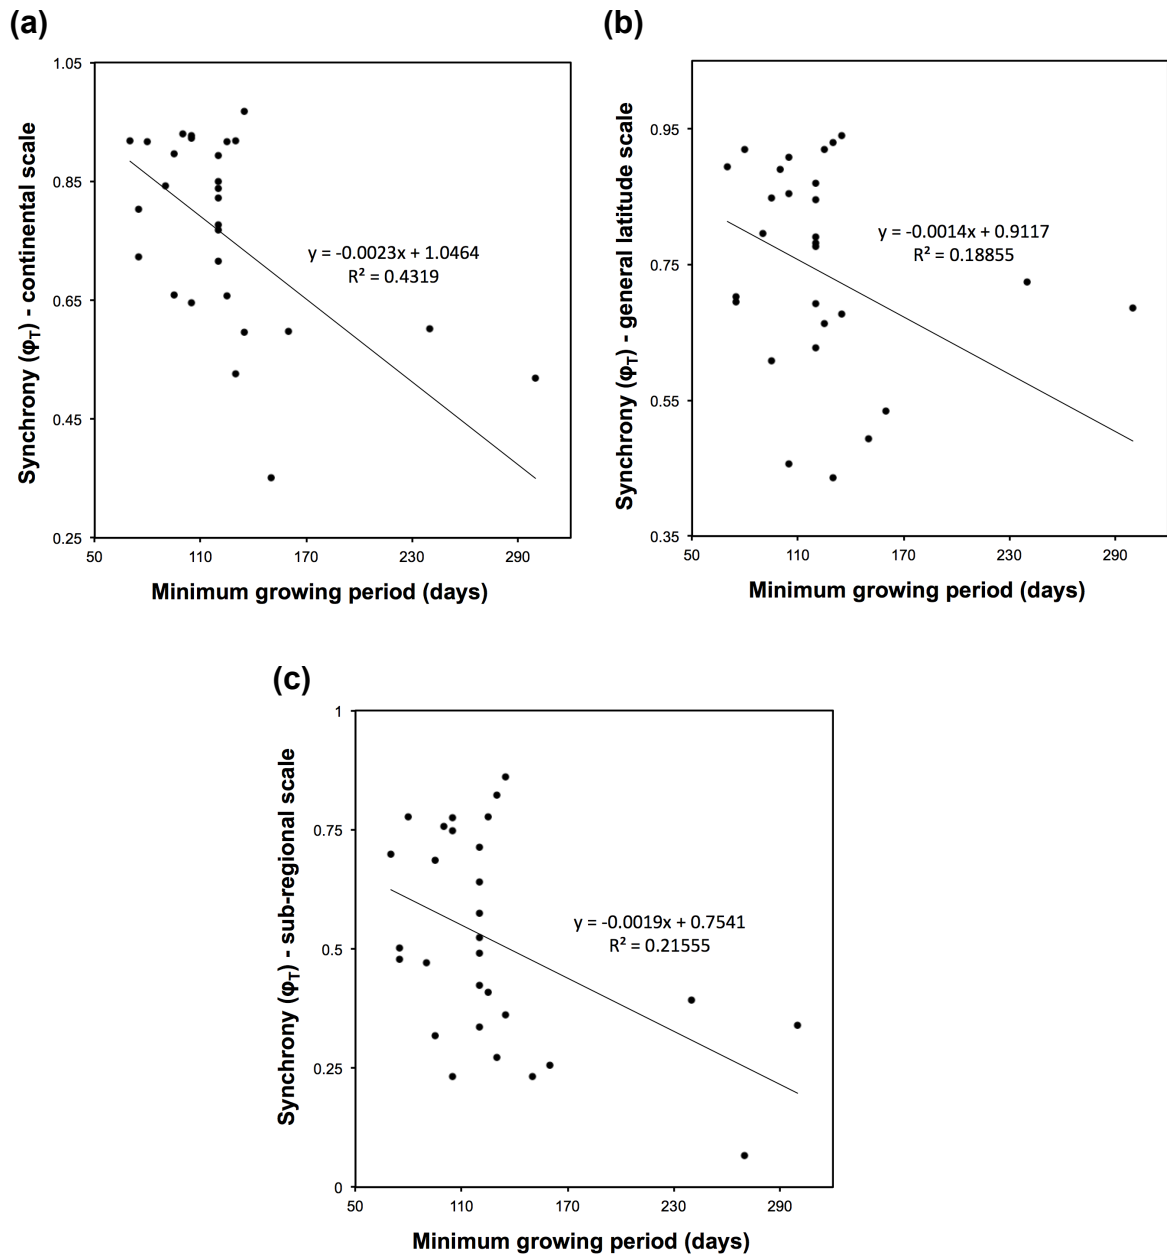 (a)
1.05
0.85
0.65
0.45
0.25
50 110 170 230 290
Synchrony (φT) - continental scale
Minimum growing period (days)
y = -0.0023x + 1.0464
R² = 0.4319
(b)
0.95
0.75
0.55
0.35
50 110 170 230 290
Synchrony (φT) - general latitude scale
Minimum growing period (days)
y = -0.0014x + 0.9117
R² = 0.18855
(c)
1
0.75
0.5
0.25
0
50 110 170 230 290
Synchrony (φT) - sub-regional scale
Minimum growing period (days)
y = -0.0019x + 0.7541
R² = 0.21555